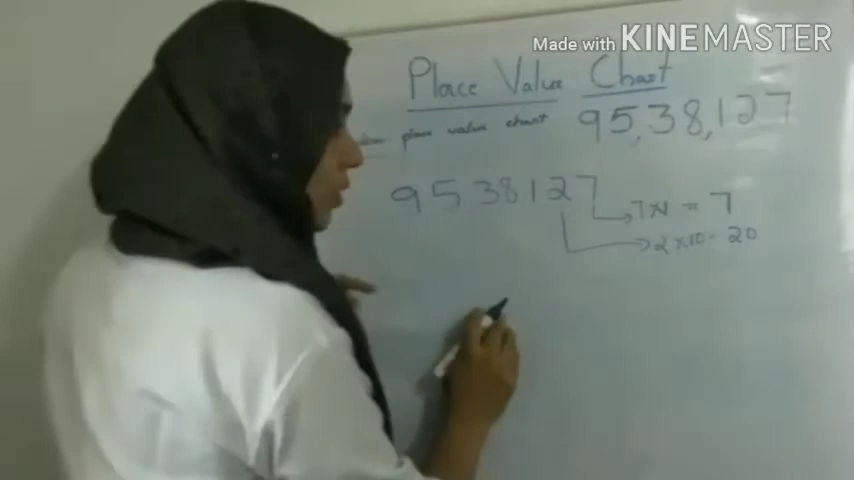 Made with KINEMASTER
Place Value Chart
place value chart 95,38,127
9538127
7 × 1 = 7
2 × 10 = 20